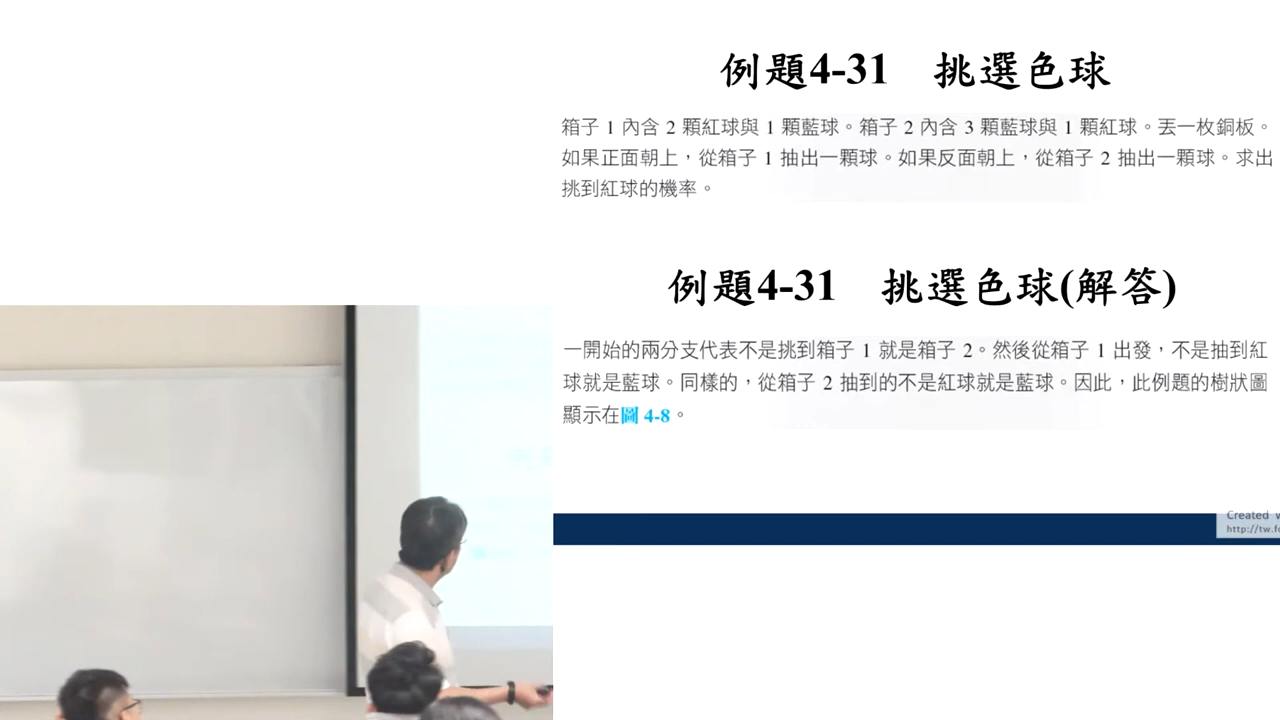 例題4-31 挑選色球
箱子 1 內含 2 顆紅球與 1 顆藍球。箱子 2 內含 3 顆藍球與 1 顆紅球。丟一枚銅板。
如果正面朝上，從箱子 1 抽出一顆球。如果反面朝上，從箱子 2 抽出一顆球。求出
挑到紅球的機率。
例題4-31 挑選色球(解答)
一開始的兩分支代表不是挑到箱子 1 就是箱子 2。然後從箱子 1 出發，不是抽到紅
球就是藍球。同樣的，從箱子 2 抽到的不是紅球就是藍球。因此，此例題的樹狀圖
顯示在圖 4-8。
Created
http://tw.fo